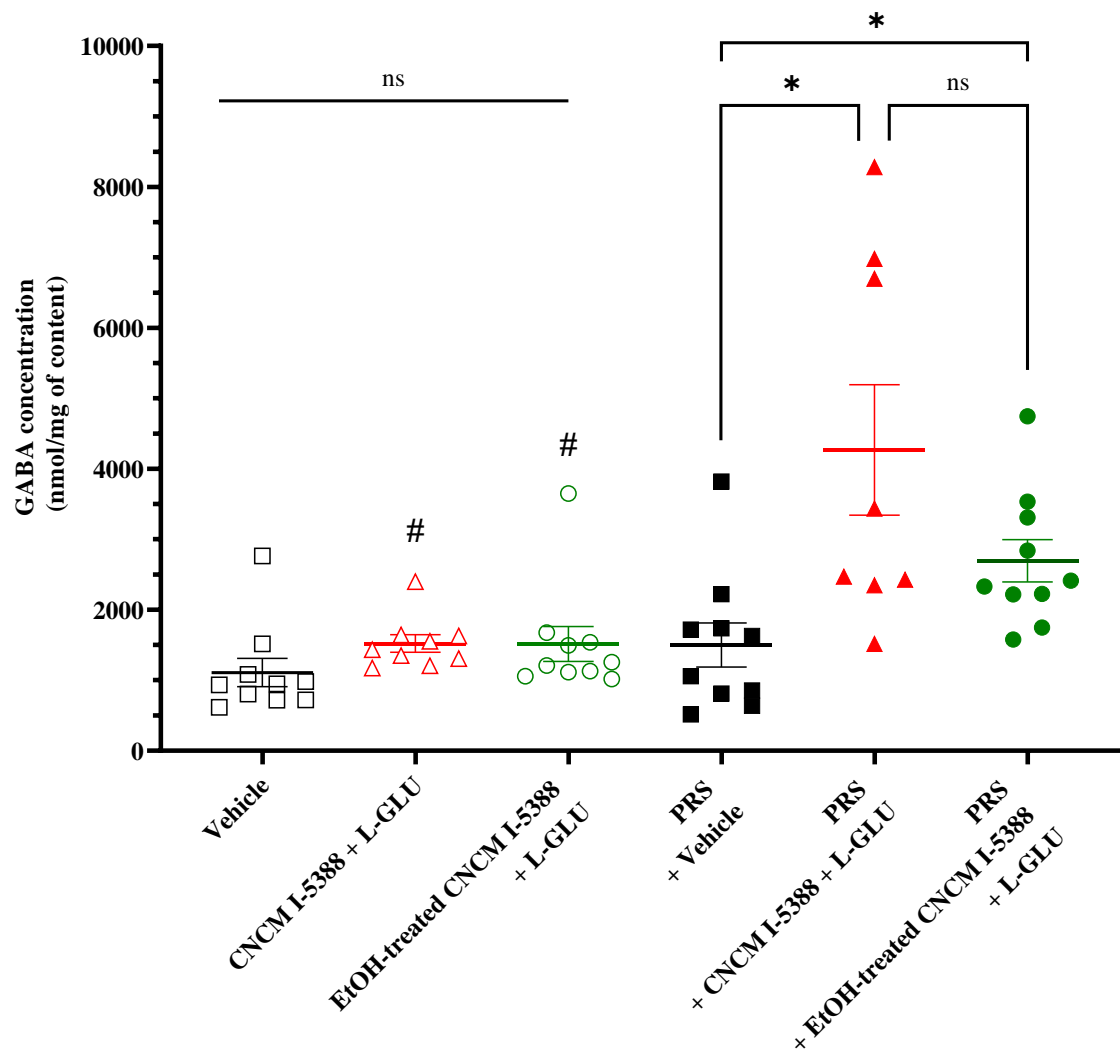 *
10000
ns
*
ns
8000
6000
GABA concentration
(nmol/mg of content)
4000
#
#
2000
0
Vehicle
CNCM I-5388 + L-GLU
EtOH-treated CNCM I-5388
+ L-GLU
PRS
+ Vehicle
PRS
+ CNCM I-5388 + L-GLU
PRS
+ EtOH-treated CNCM I-5388
+ L-GLU